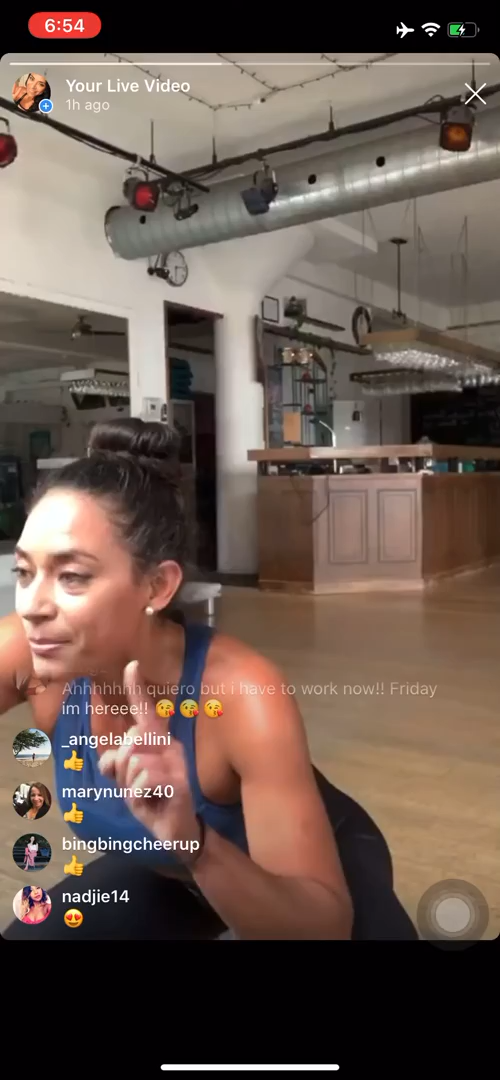 6:54
Your Live Video
1h ago
Ahhhhhhh quiero but i have to work now!! Friday
im hereee!! 😘😘😘
_angelabellini
👍
marynunez40
👍
bingbingcheerup
👍
nadjie14
😍